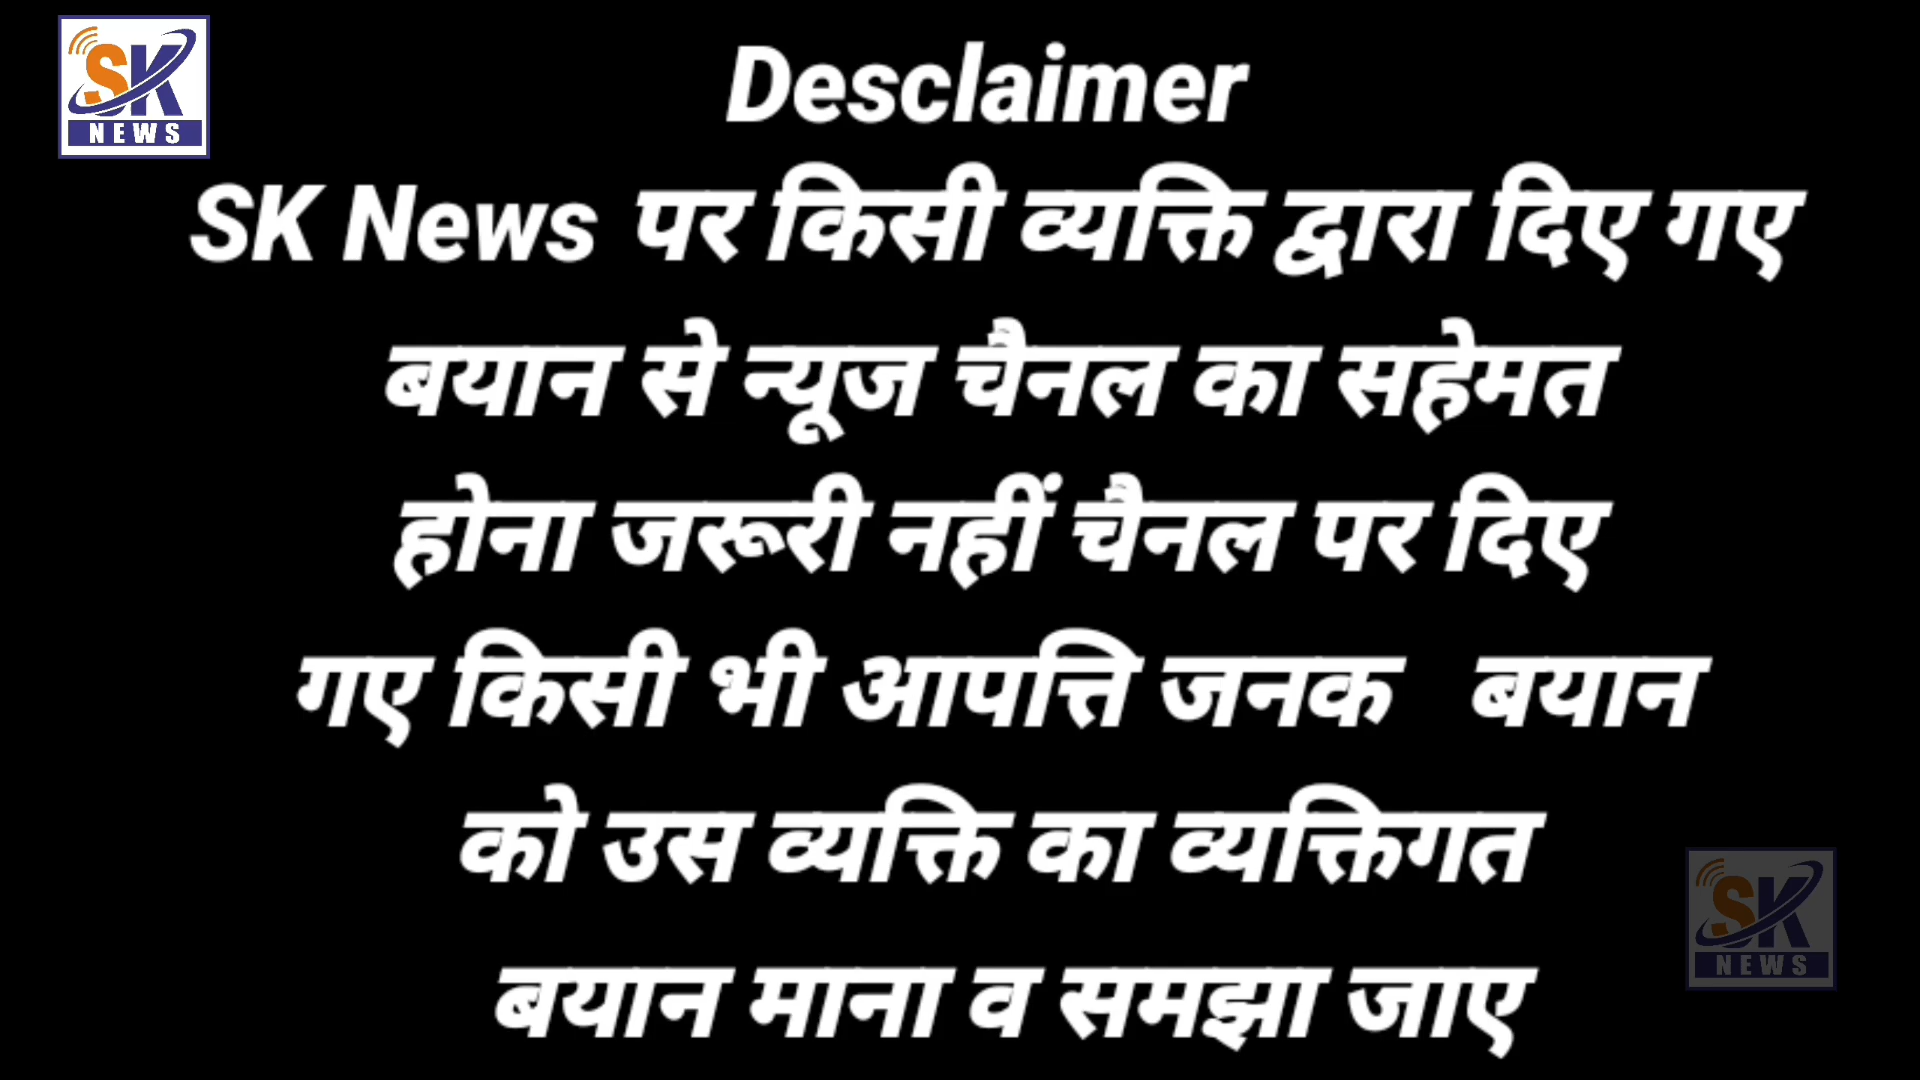 SK
NEWS
Desclaimer
SK News पर किसी व्यक्ति द्वारा दिए गए
बयान से न्यूज चैनल का सहेमत
होना जरूरी नहीं चैनल पर दिए
गए किसी भी आपत्ति जनक बयान
को उस व्यक्ति का व्यक्तिगत
बयान माना व समझा जाए
SK
NEWS